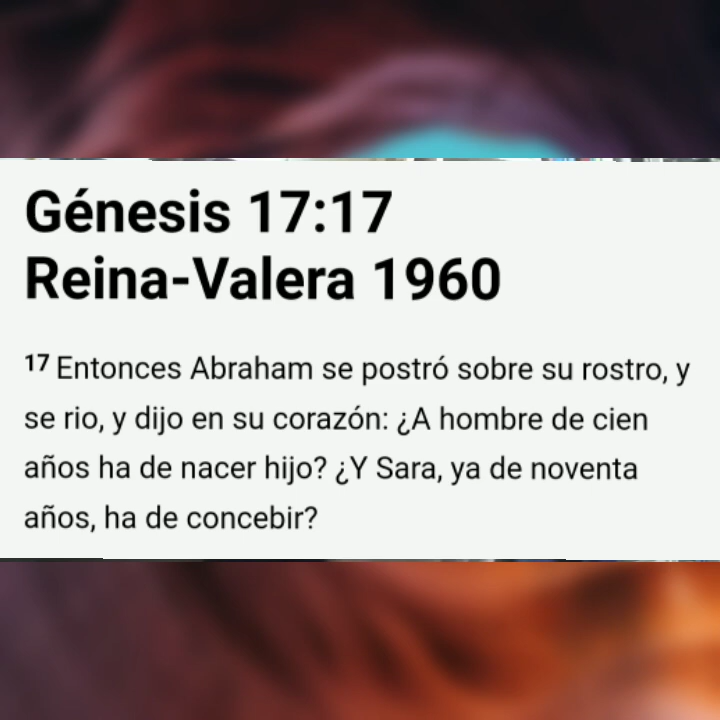 Génesis 17:17
Reina-Valera 1960
17 Entonces Abraham se postró sobre su rostro, y
se rio, y dijo en su corazón: ¿A hombre de cien
años ha de nacer hijo? ¿Y Sara, ya de noventa
años, ha de concebir?